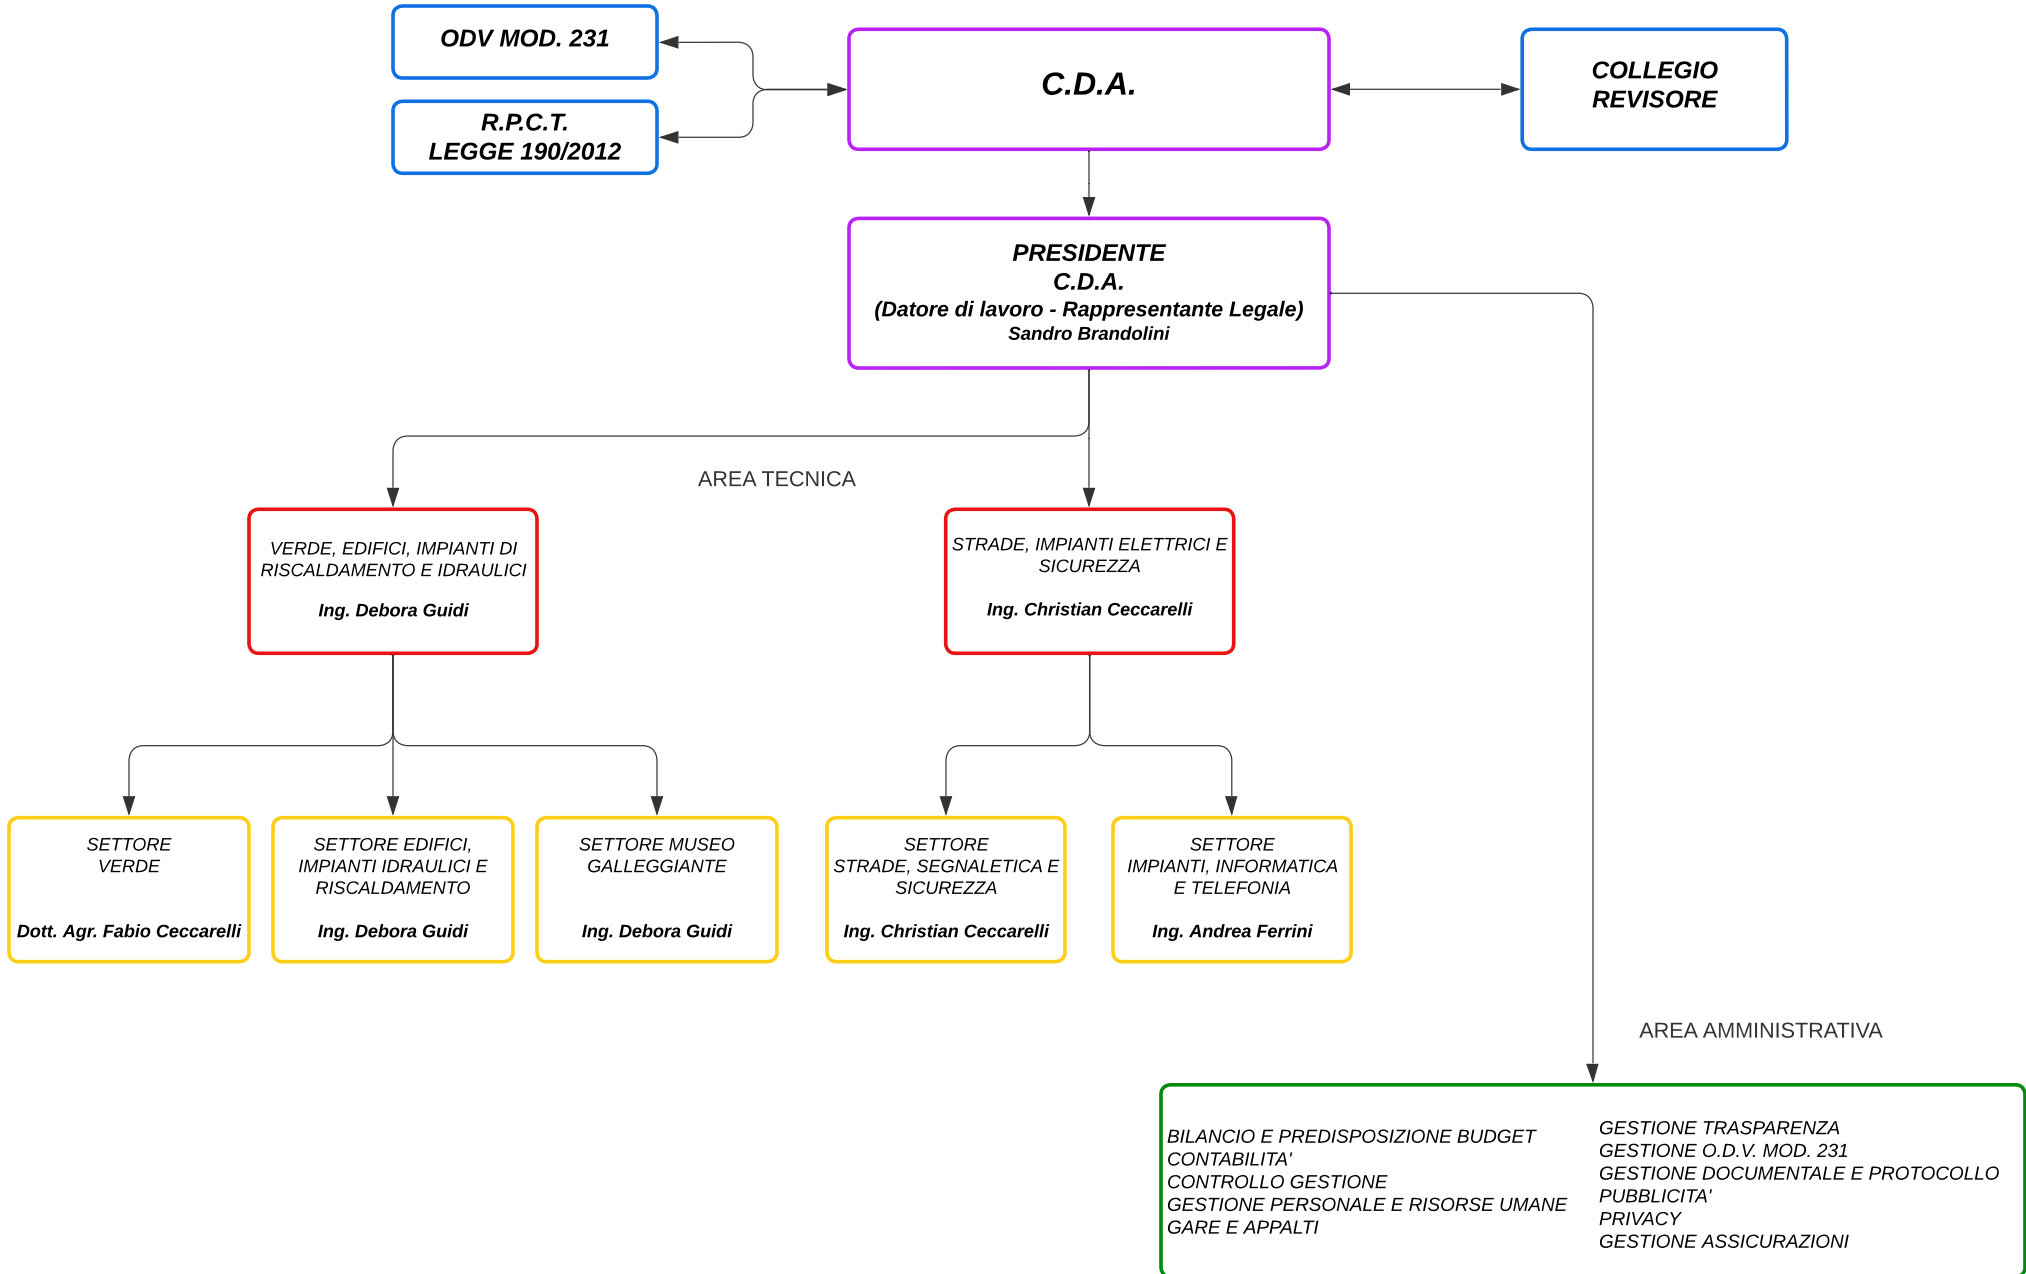 ODV MOD. 231
R.P.C.T.
LEGGE 190/2012
C.D.A.
COLLEGIO
REVISORE
PRESIDENTE
C.D.A.
(Datore di lavoro - Rappresentante Legale)
Sandro Brandolini
AREA TECNICA
VERDE, EDIFICI, IMPIANTI DI
RISCALDAMENTO E IDRAULICI
Ing. Debora Guidi
STRADE, IMPIANTI ELETTRICI E
SICUREZZA
Ing. Christian Ceccarelli
SETTORE
VERDE
Dott. Agr. Fabio Ceccarelli
SETTORE EDIFICI,
IMPIANTI IDRAULICI E
RISCALDAMENTO
Ing. Debora Guidi
SETTORE MUSEO
GALLEGGIANTE
Ing. Debora Guidi
SETTORE
STRADE, SEGNALETICA E
SICUREZZA
Ing. Christian Ceccarelli
SETTORE
IMPIANTI, INFORMATICA
E TELEFONIA
Ing. Andrea Ferrini
AREA AMMINISTRATIVA
BILANCIO E PREDISPOSIZIONE BUDGET
CONTABILITA'
CONTROLLO GESTIONE
GESTIONE PERSONALE E RISORSE UMANE
GARE E APPALTI
GESTIONE TRASPARENZA
GESTIONE O.D.V. MOD. 231
GESTIONE DOCUMENTALE E PROTOCOLLO
PUBBLICITA'
PRIVACY
GESTIONE ASSICURAZIONI